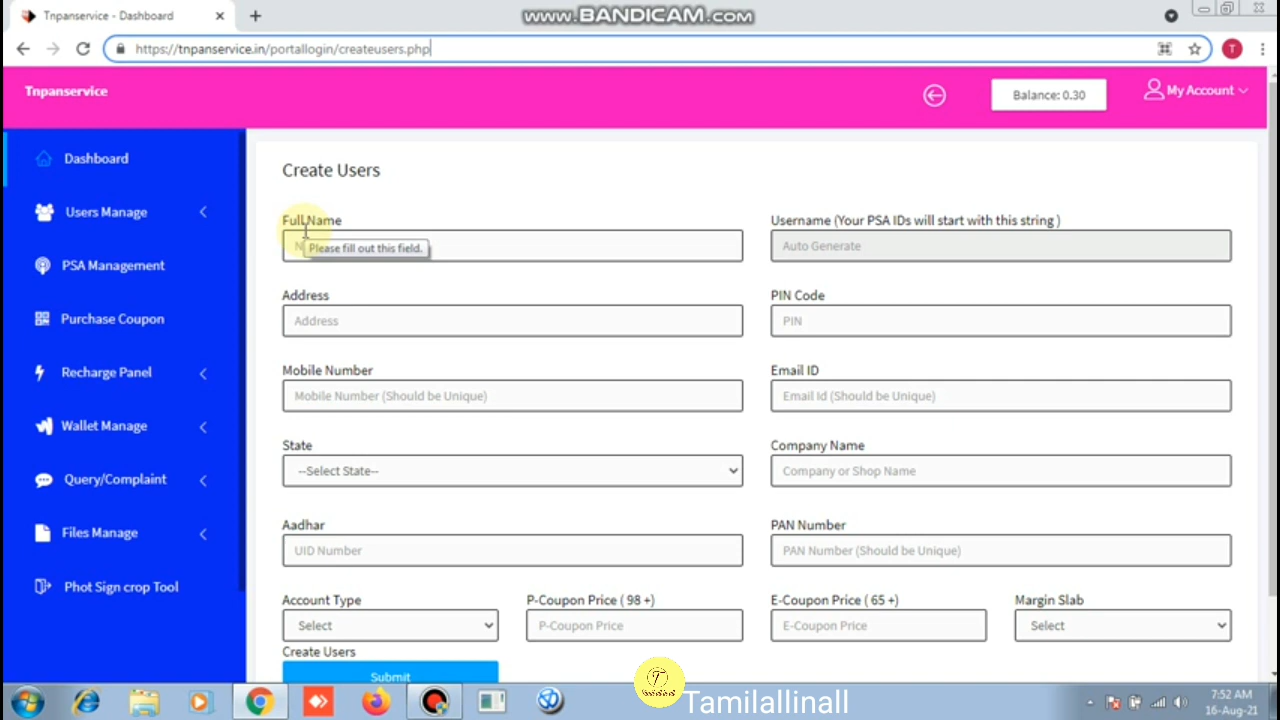 Tnpanservice - Dashboard
www.BANDICAM.com
https://tnpanservice.in/portallogin/createusers.php
T
Tnpanservice
Balance: 0.30
My Account
Dashboard
Users Manage
PSA Management
Purchase Coupon
Recharge Panel
Wallet Manage
Query/Complaint
Files Manage
Phot Sign crop Tool
Create Users
Full Name
Username (Your PSA IDs will start with this string )
Please fill out this field.
Auto Generate
Address
PIN Code
Address
PIN
Mobile Number
Email ID
Mobile Number (Should be Unique)
Email Id (Should be Unique)
State
Company Name
--Select State--
Company or Shop Name
Aadhar
PAN Number
UID Number
PAN Number (Should be Unique)
Account Type
P-Coupon Price ( 98 +)
E-Coupon Price ( 65 +)
Margin Slab
Select
P-Coupon Price
E-Coupon Price
Select
Create Users
Submit
Tamilallinall
7:52 AM
16-Aug-21